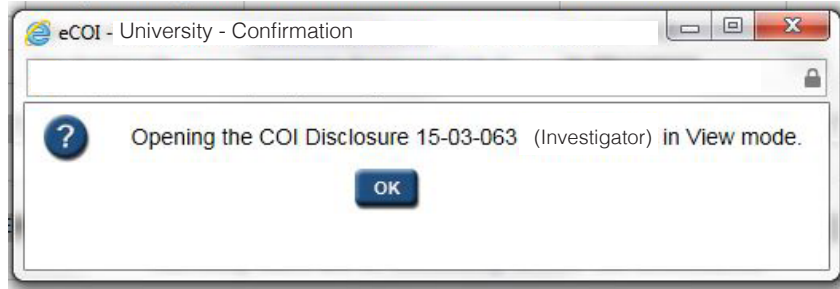 eCOI - University - Confirmation
? Opening the COI Disclosure 15-03-063 (Investigator) in View mode.
OK